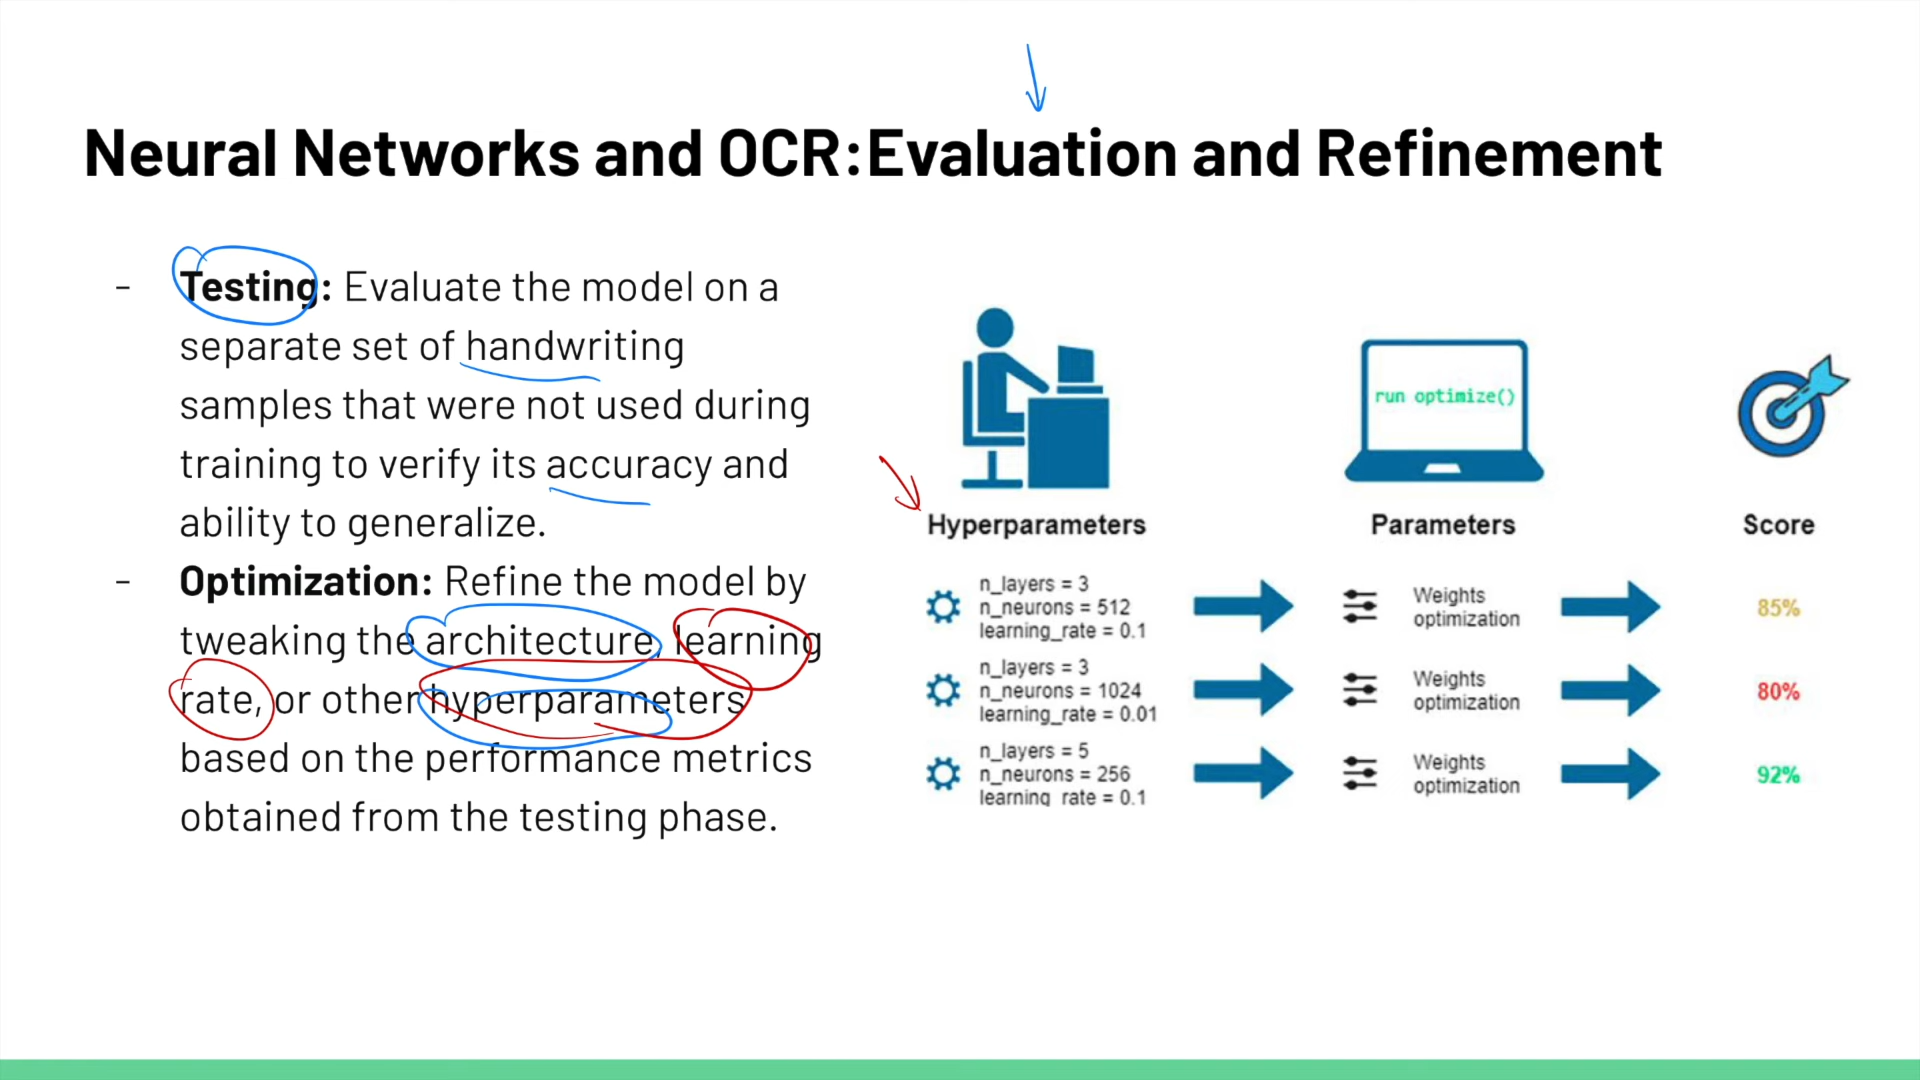 Neural Networks and OCR:Evaluation and Refinement
- Testing: Evaluate the model on a
separate set of handwriting
samples that were not used during
training to verify its accuracy and
ability to generalize.
- Optimization: Refine the model by
tweaking the architecture, learning
rate, or other hyperparameters
based on the performance metrics
obtained from the testing phase.
run optimize()
Hyperparameters
Parameters
Score
n_layers = 3
n_neurons = 512
learning_rate = 0.1
Weights
optimization
85%
n_layers = 3
n_neurons = 1024
learning_rate = 0.01
Weights
optimization
80%
n_layers = 5
n_neurons = 256
learning_rate = 0.1
Weights
optimization
92%